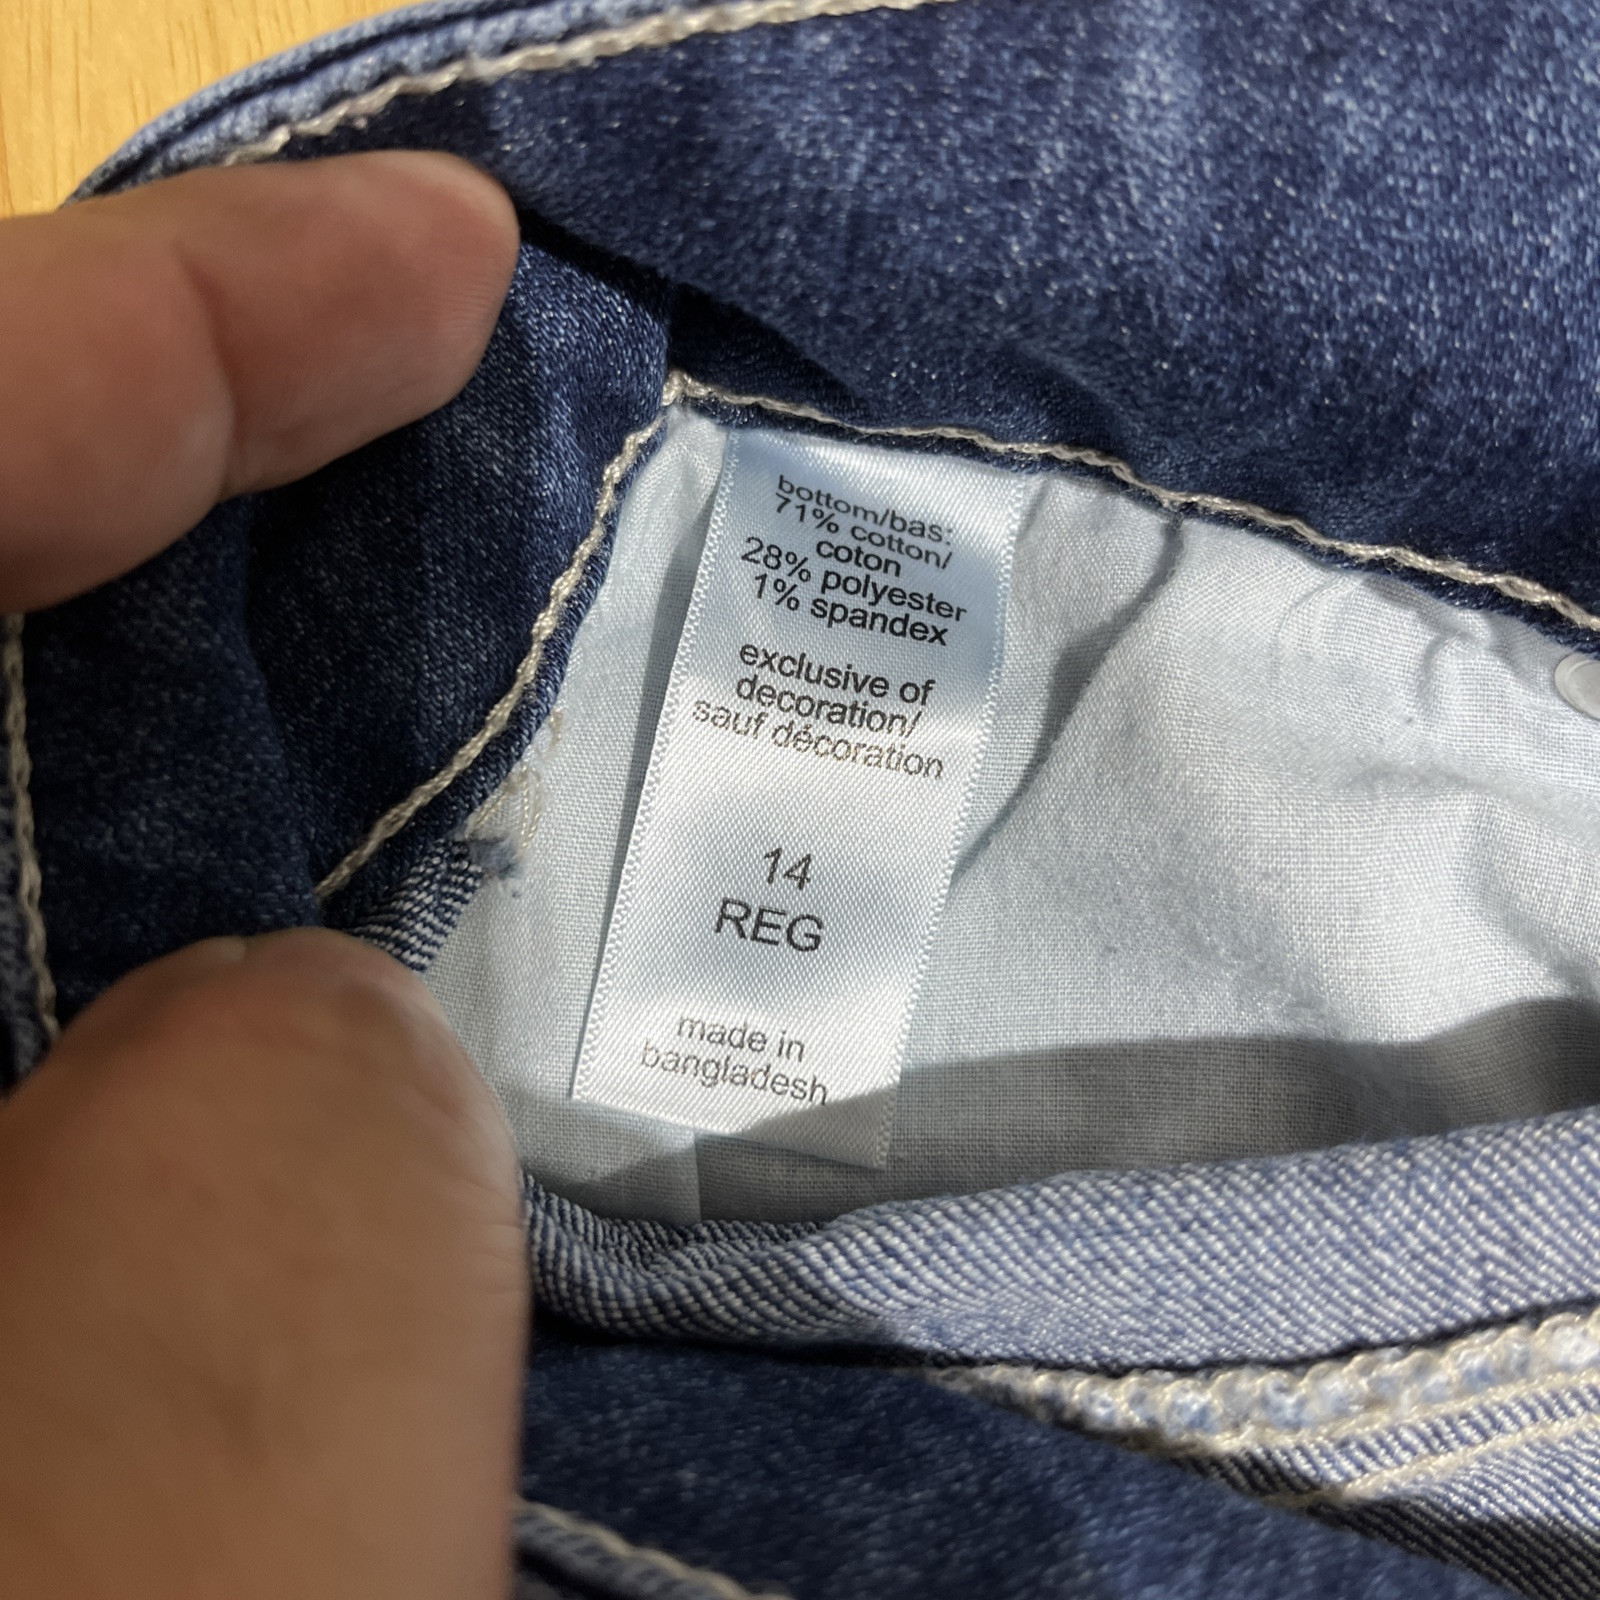 bottom/bas:
71% cotton/
coton
28% polyester
1% spandex
exclusive of
decoration/
sauf décoration
14
REG
made in
bangladesh